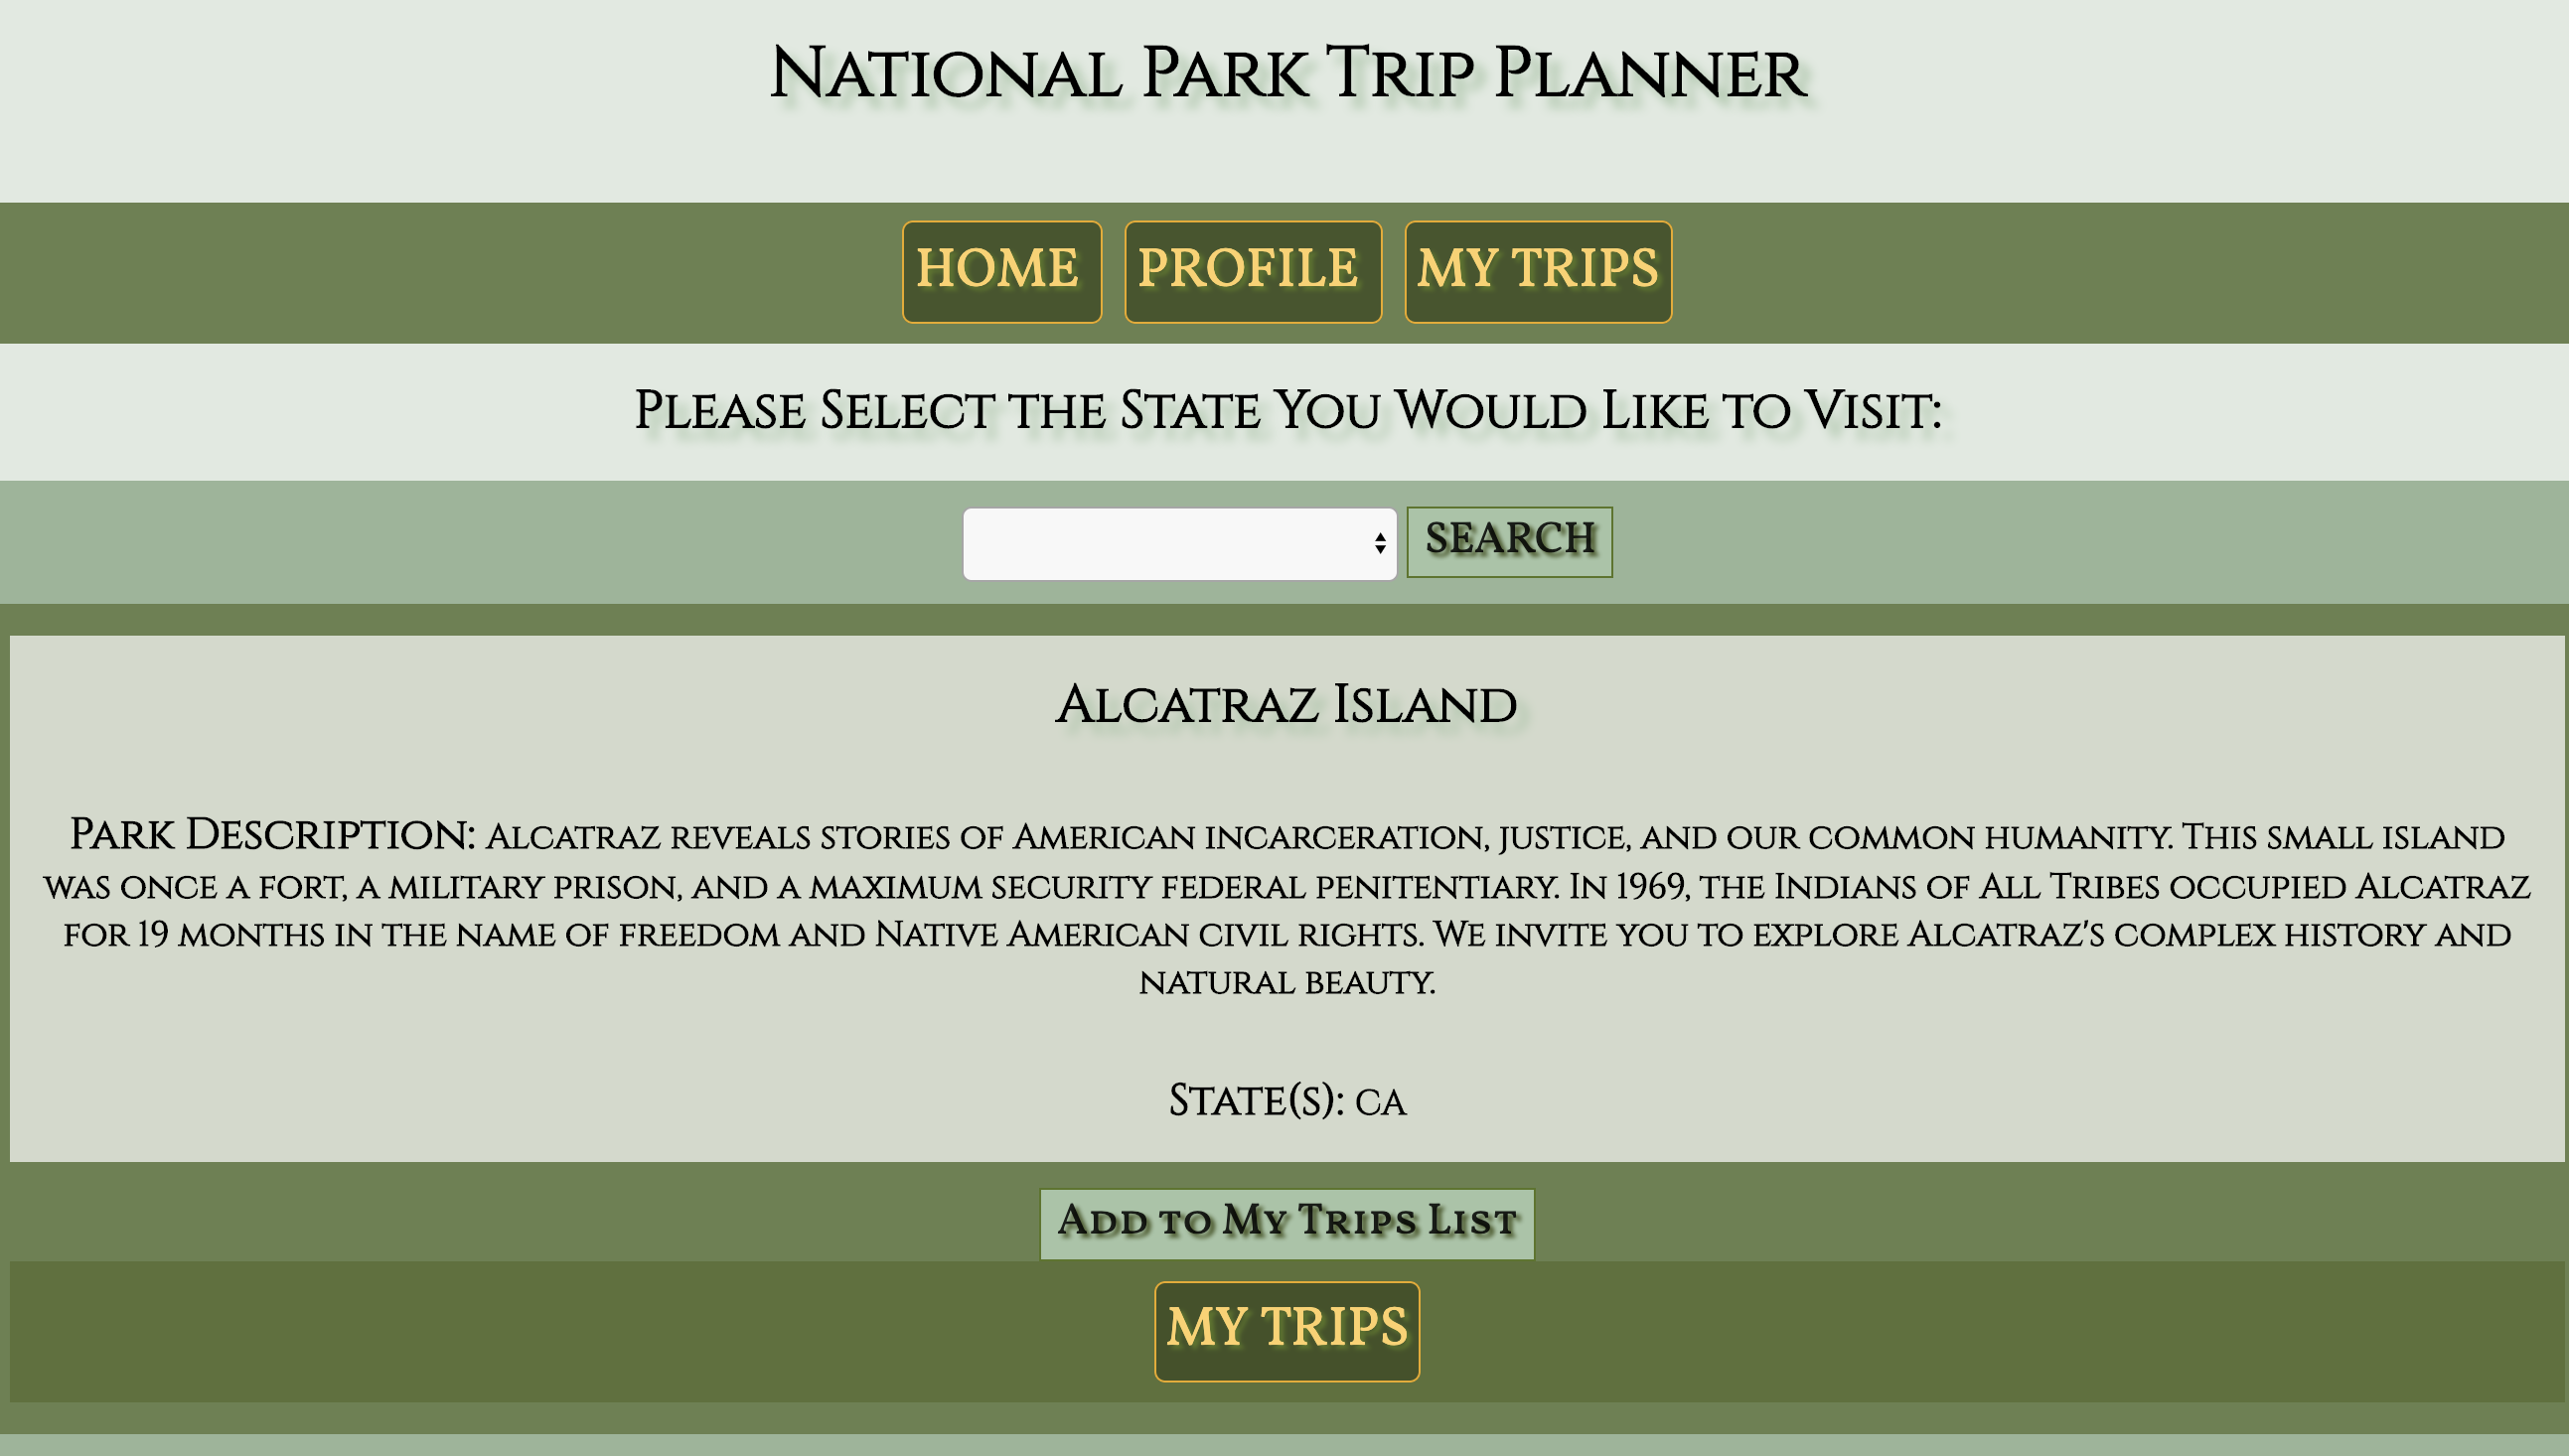 National Park Trip Planner
HOME PROFILE MY TRIPS
Please Select the State You Would Like to Visit:
SEARCH
Alcatraz Island
Park Description: Alcatraz reveals stories of American incarceration, justice, and our common humanity. This small island
was once a fort, a military prison, and a maximum security federal penitentiary. In 1969, the Indians of All Tribes occupied Alcatraz
for 19 months in the name of freedom and Native American civil rights. We invite you to explore Alcatraz's complex history and
natural beauty.
State(s): CA
Add to My Trips List
MY TRIPS